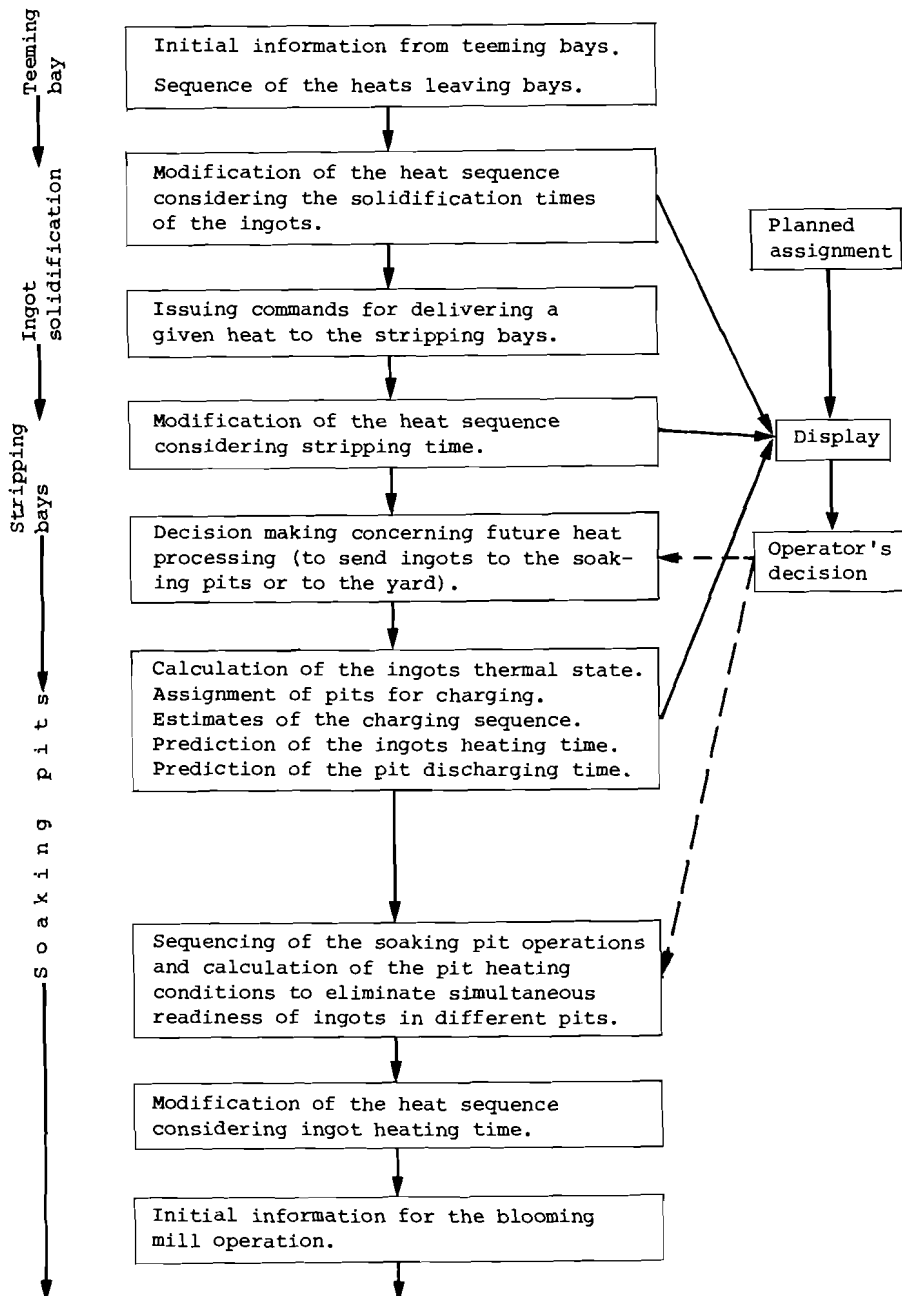 Teeming
bay
Ingot
solidification
Stripping
bays
Soaking pits
Initial information from teeming bays.
Sequence of the heats leaving bays.
Modification of the heat sequence
considering the solidification times
of the ingots.
Issuing commands for delivering a
given heat to the stripping bays.
Modification of the heat sequence
considering stripping time.
Decision making concerning future heat
processing (to send ingots to the soak-
ing pits or to the yard).
Calculation of the ingots thermal state.
Assignment of pits for charging.
Estimates of the charging sequence.
Prediction of the ingots heating time.
Prediction of the pit discharging time.
Sequencing of the soaking pit operations
and calculation of the pit heating
conditions to eliminate simultaneous
readiness of ingots in different pits.
Modification of the heat sequence
considering ingot heating time.
Initial information for the blooming
mill operation.
Planned
assignment
Display
Operator's
decision